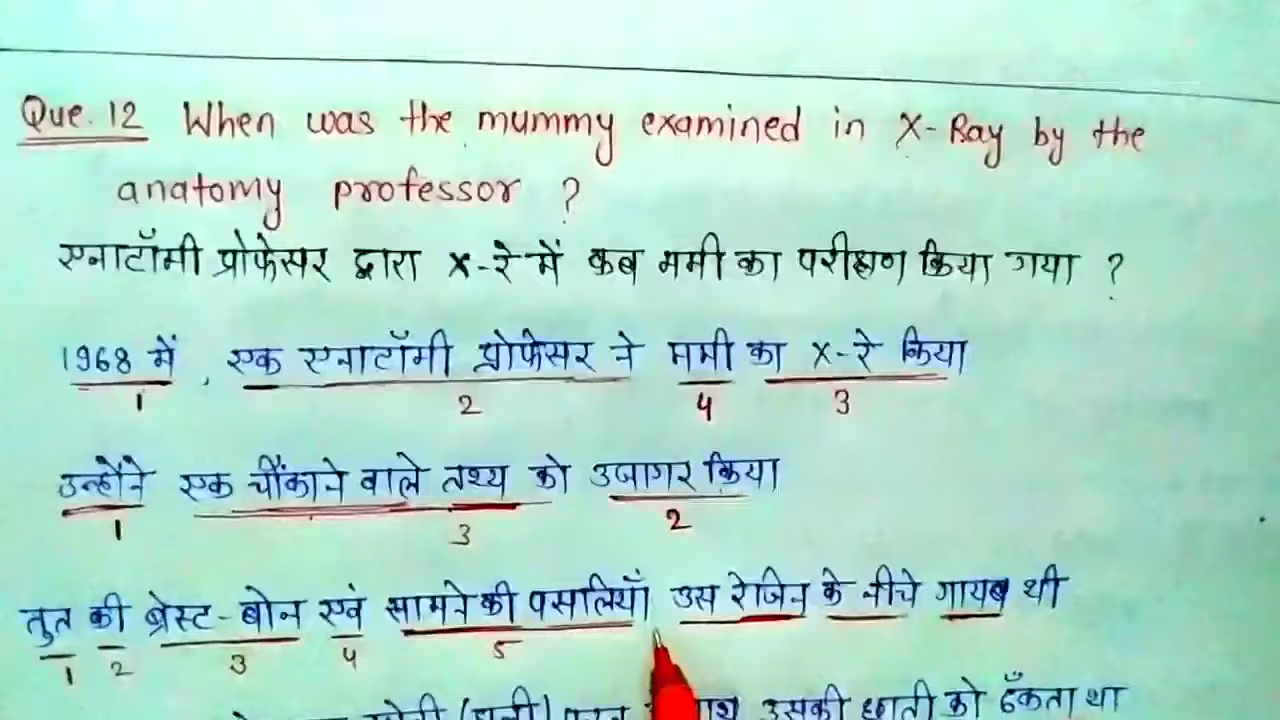 Que. 12 When was the mummy examined in X-Ray by the
anatomy professor ?
एनाटॉमी प्रोफेसर द्वारा X-रे में कब ममी का परीक्षण किया गया ?
1968 में, एक एनाटॉमी प्रोफेसर ने ममी का X-रे किया
1 2 4 3
उन्होंने एक चौंकाने वाले तथ्य को उजागर किया
1 3 2
तुत की ब्रेस्ट-बोन एवं सामने की पसलियाँ उस रेजिन के नीचे गायब थी
1 2 3 4 5
उसकी छाती को ढँकता था